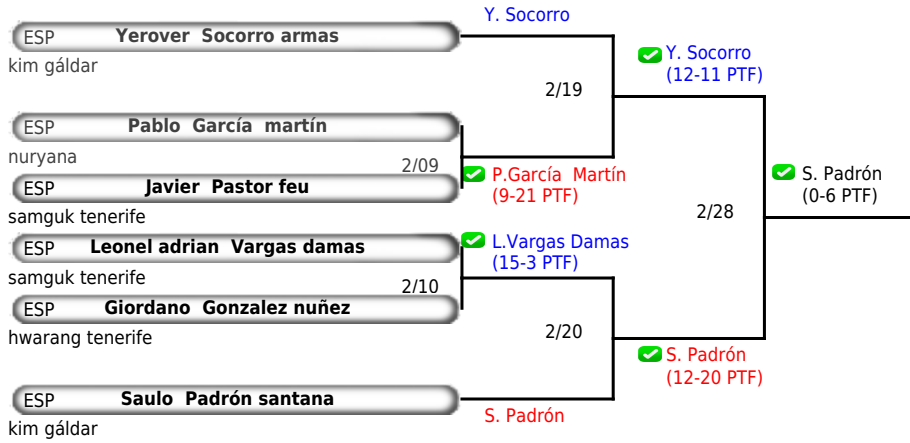 Y. Socorro
ESP Yerover Socorro armas
kim gáldar
Y. Socorro
(12-11 PTF)
2/19
ESP Pablo García martín
nuryana
2/09
P.García Martín
(9-21 PTF)
ESP Javier Pastor feu
samguk tenerife
S. Padrón
(0-6 PTF)
2/28
ESP Leonel adrian Vargas damas
samguk tenerife
L.Vargas Damas
(15-3 PTF)
2/10
ESP Giordano Gonzalez nuñez
hwarang tenerife
2/20
S. Padrón
(12-20 PTF)
ESP Saulo Padrón santana
kim gáldar
S. Padrón